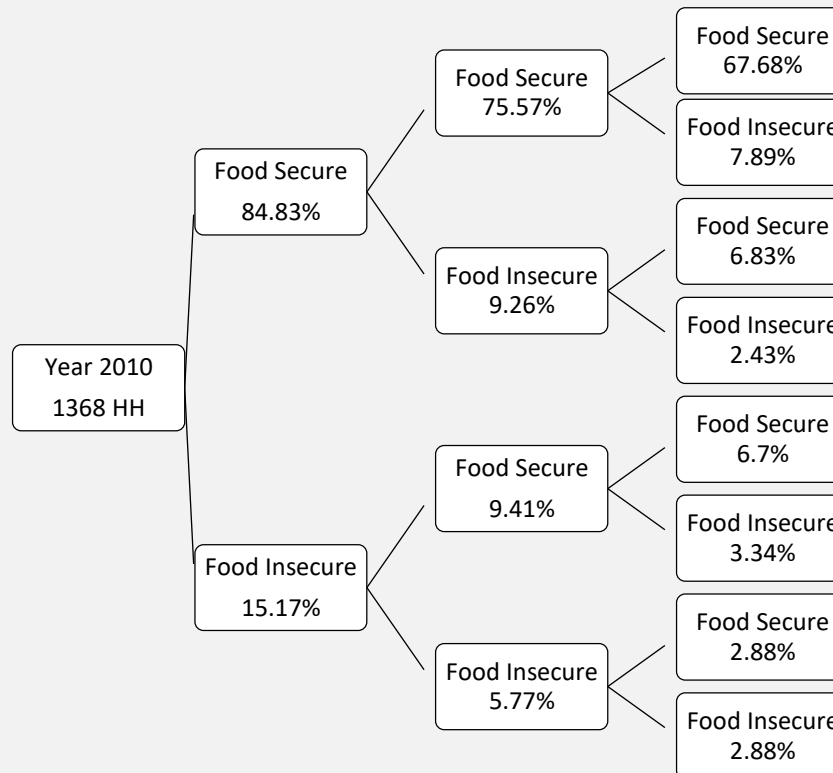 Year 2010
1368 HH
Food Secure
84.83%
Food Insecure
15.17%
Food Secure
75.57%
Food Insecure
9.26%
Food Secure
9.41%
Food Insecure
5.77%
Food Secure
67.68%
Food Insecure
7.89%
Food Secure
6.83%
Food Insecure
2.43%
Food Secure
6.7%
Food Insecure
3.34%
Food Secure
2.88%
Food Insecure
2.88%